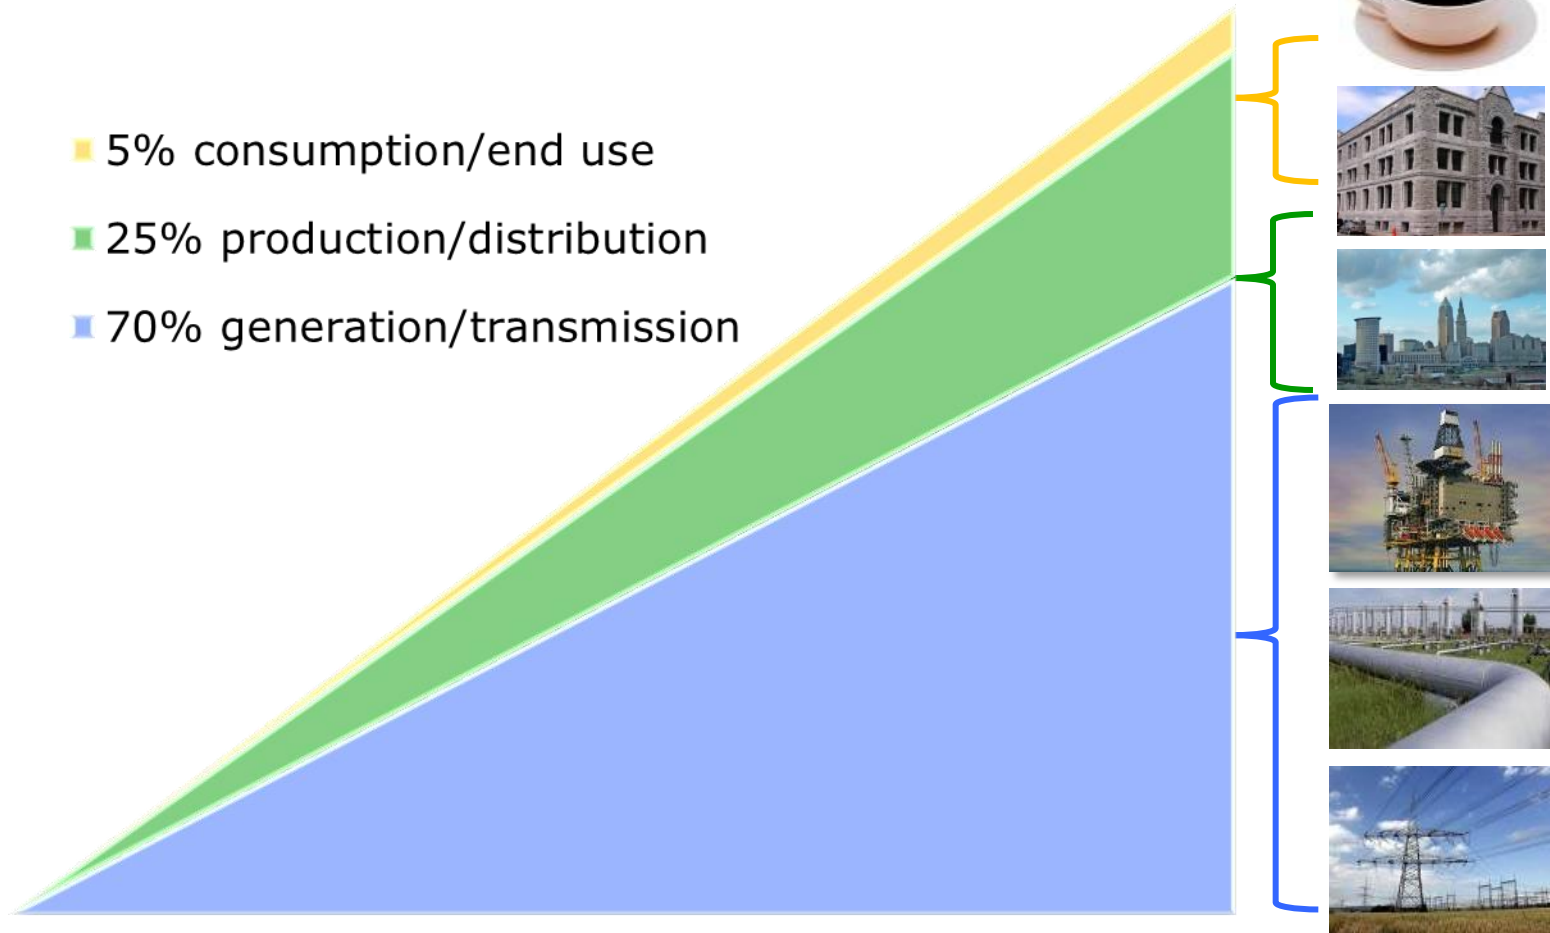 5% consumption/end use
25% production/distribution
70% generation/transmission